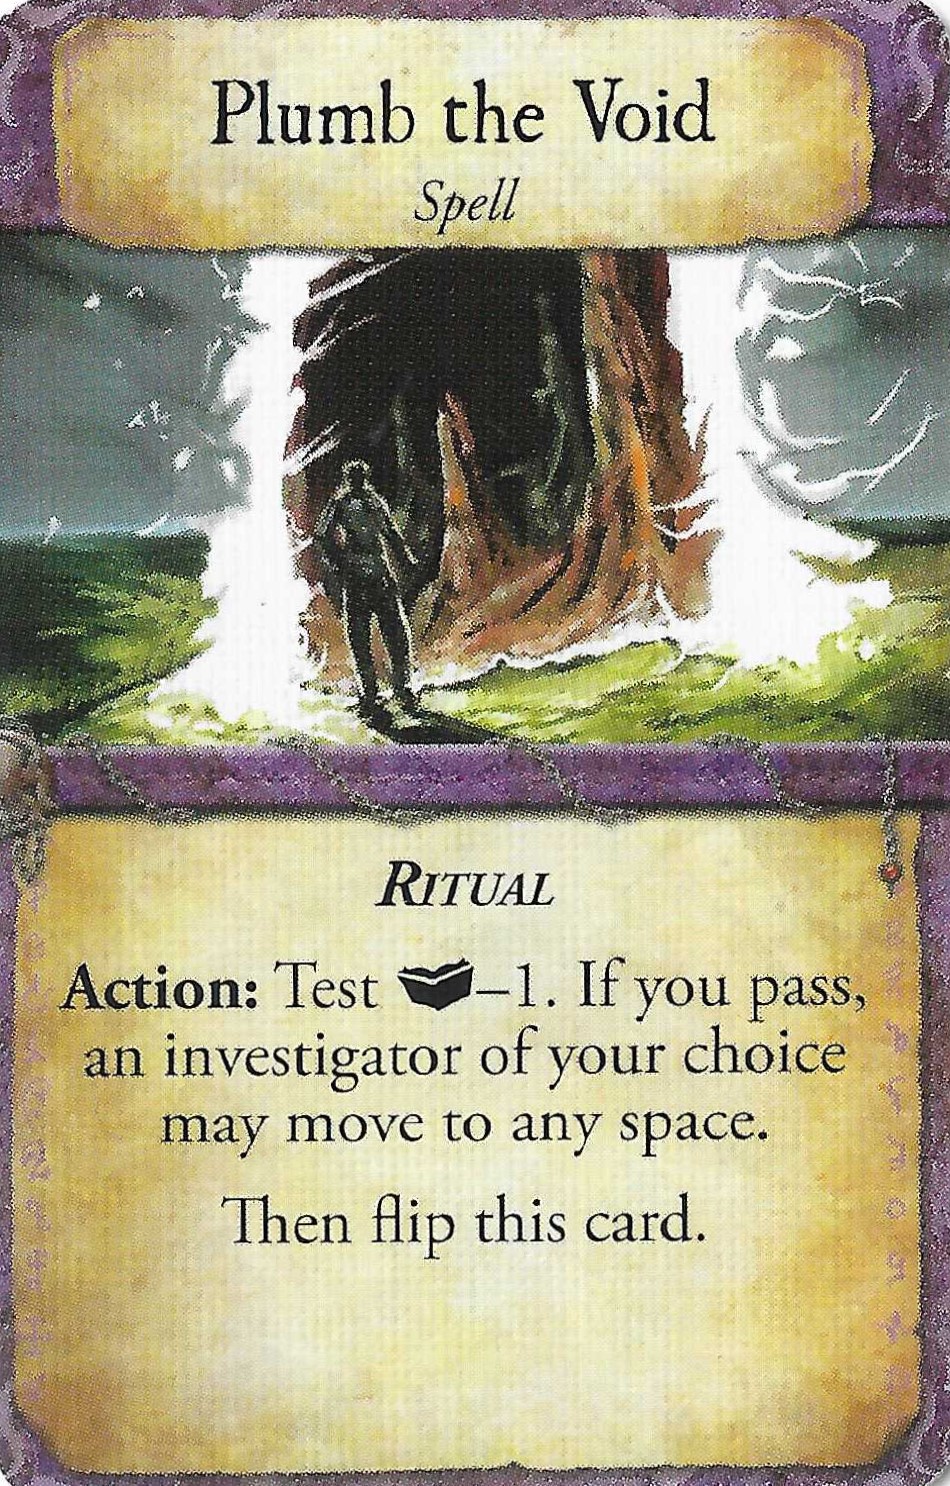 Plumb the Void
Spell
RITUAL
Action: Test –1. If you pass,
an investigator of your choice
may move to any space.
Then flip this card.